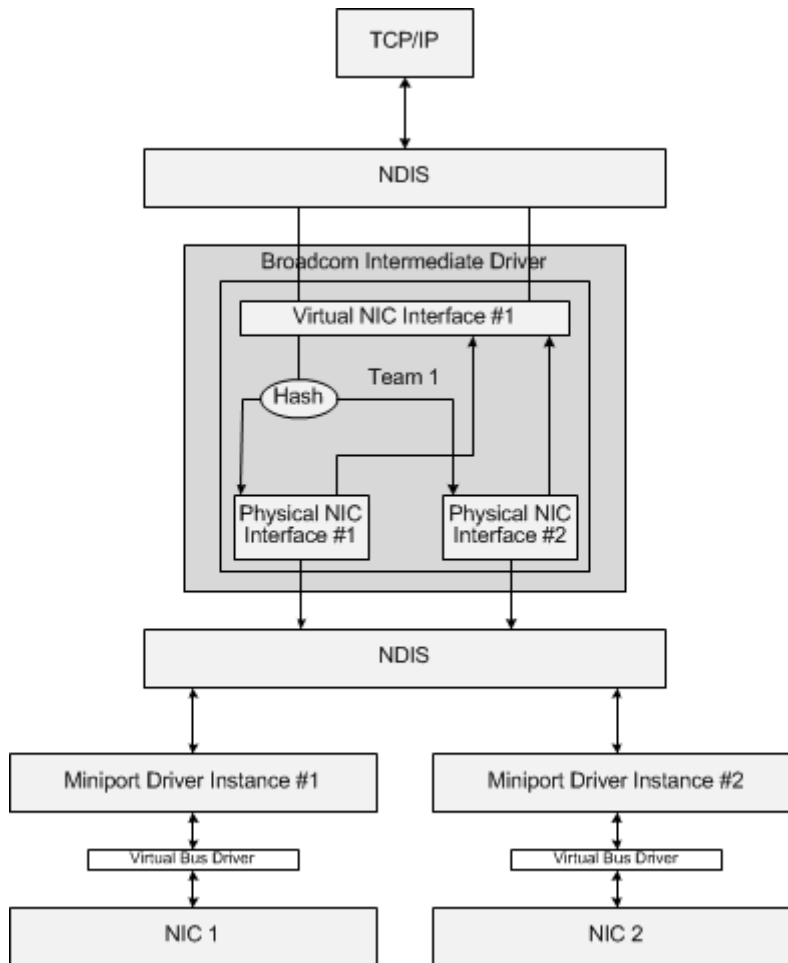 TCP/IP
NDIS
Broadcom Intermediate Driver
Virtual NIC Interface #1
Team 1
Hash
Physical NIC
Interface #1
Physical NIC
Interface #2
NDIS
Miniport Driver Instance #1
Miniport Driver Instance #2
Virtual Bus Driver
Virtual Bus Driver
NIC 1
NIC 2